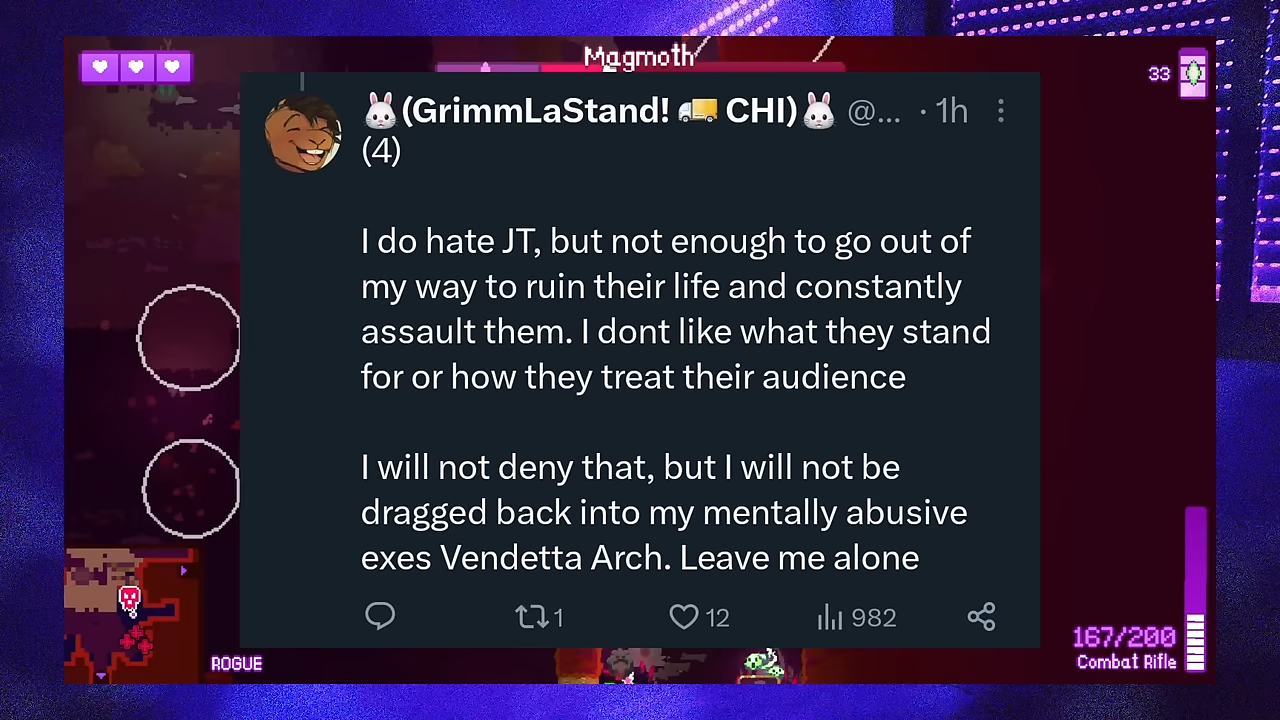 Magmoth
33
🐰(GrimmLaStand! 🚚 CHI)🐰 @... · 1h
(4)
I do hate JT, but not enough to go out of
my way to ruin their life and constantly
assault them. I dont like what they stand
for or how they treat their audience
I will not deny that, but I will not be
dragged back into my mentally abusive
exes Vendetta Arch. Leave me alone
1
12
982
167/200
Combat Rifle
ROGUE